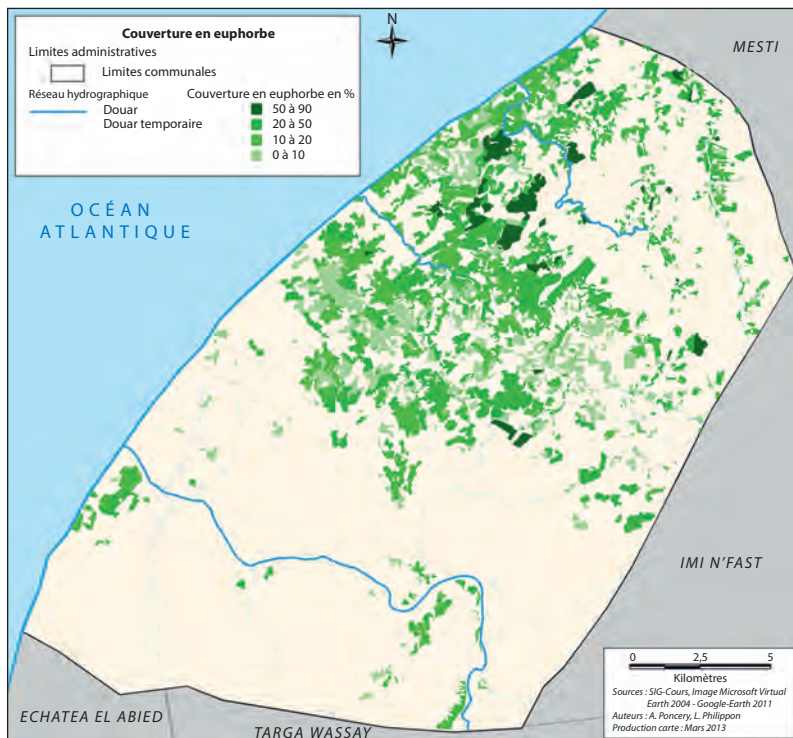 Couverture en euphorbe
Limites administratives
Limites communales
Réseau hydrographique
Douar
Douar temporaire
Couverture en euphorbe en %
50 à 90
20 à 50
10 à 20
0 à 10
N
MESTI
OCÉAN
ATLANTIQUE
IMI N'FAST
ECHATEA EL ABIED
TARGA WASSAY
0 2,5 5
Kilomètres
Sources : SIG-Cours, Image Microsoft Virtual
Earth 2004 - Google-Earth 2011
Auteurs : A. Poncery, L. Philippon
Production carte : Mars 2013